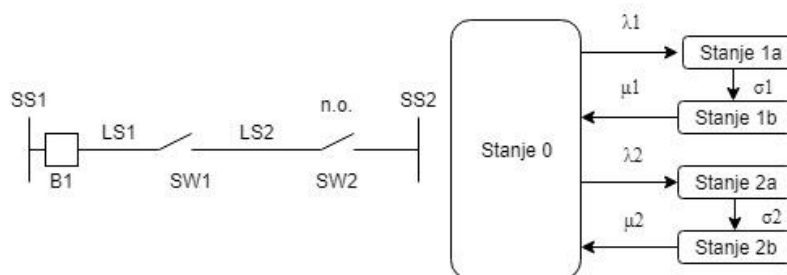 SS1
LS1
LS2
n.o.
SS2
B1
SW1
SW2
Stanje 0
λ1
Stanje 1a
σ1
μ1
Stanje 1b
λ2
Stanje 2a
σ2
μ2
Stanje 2b